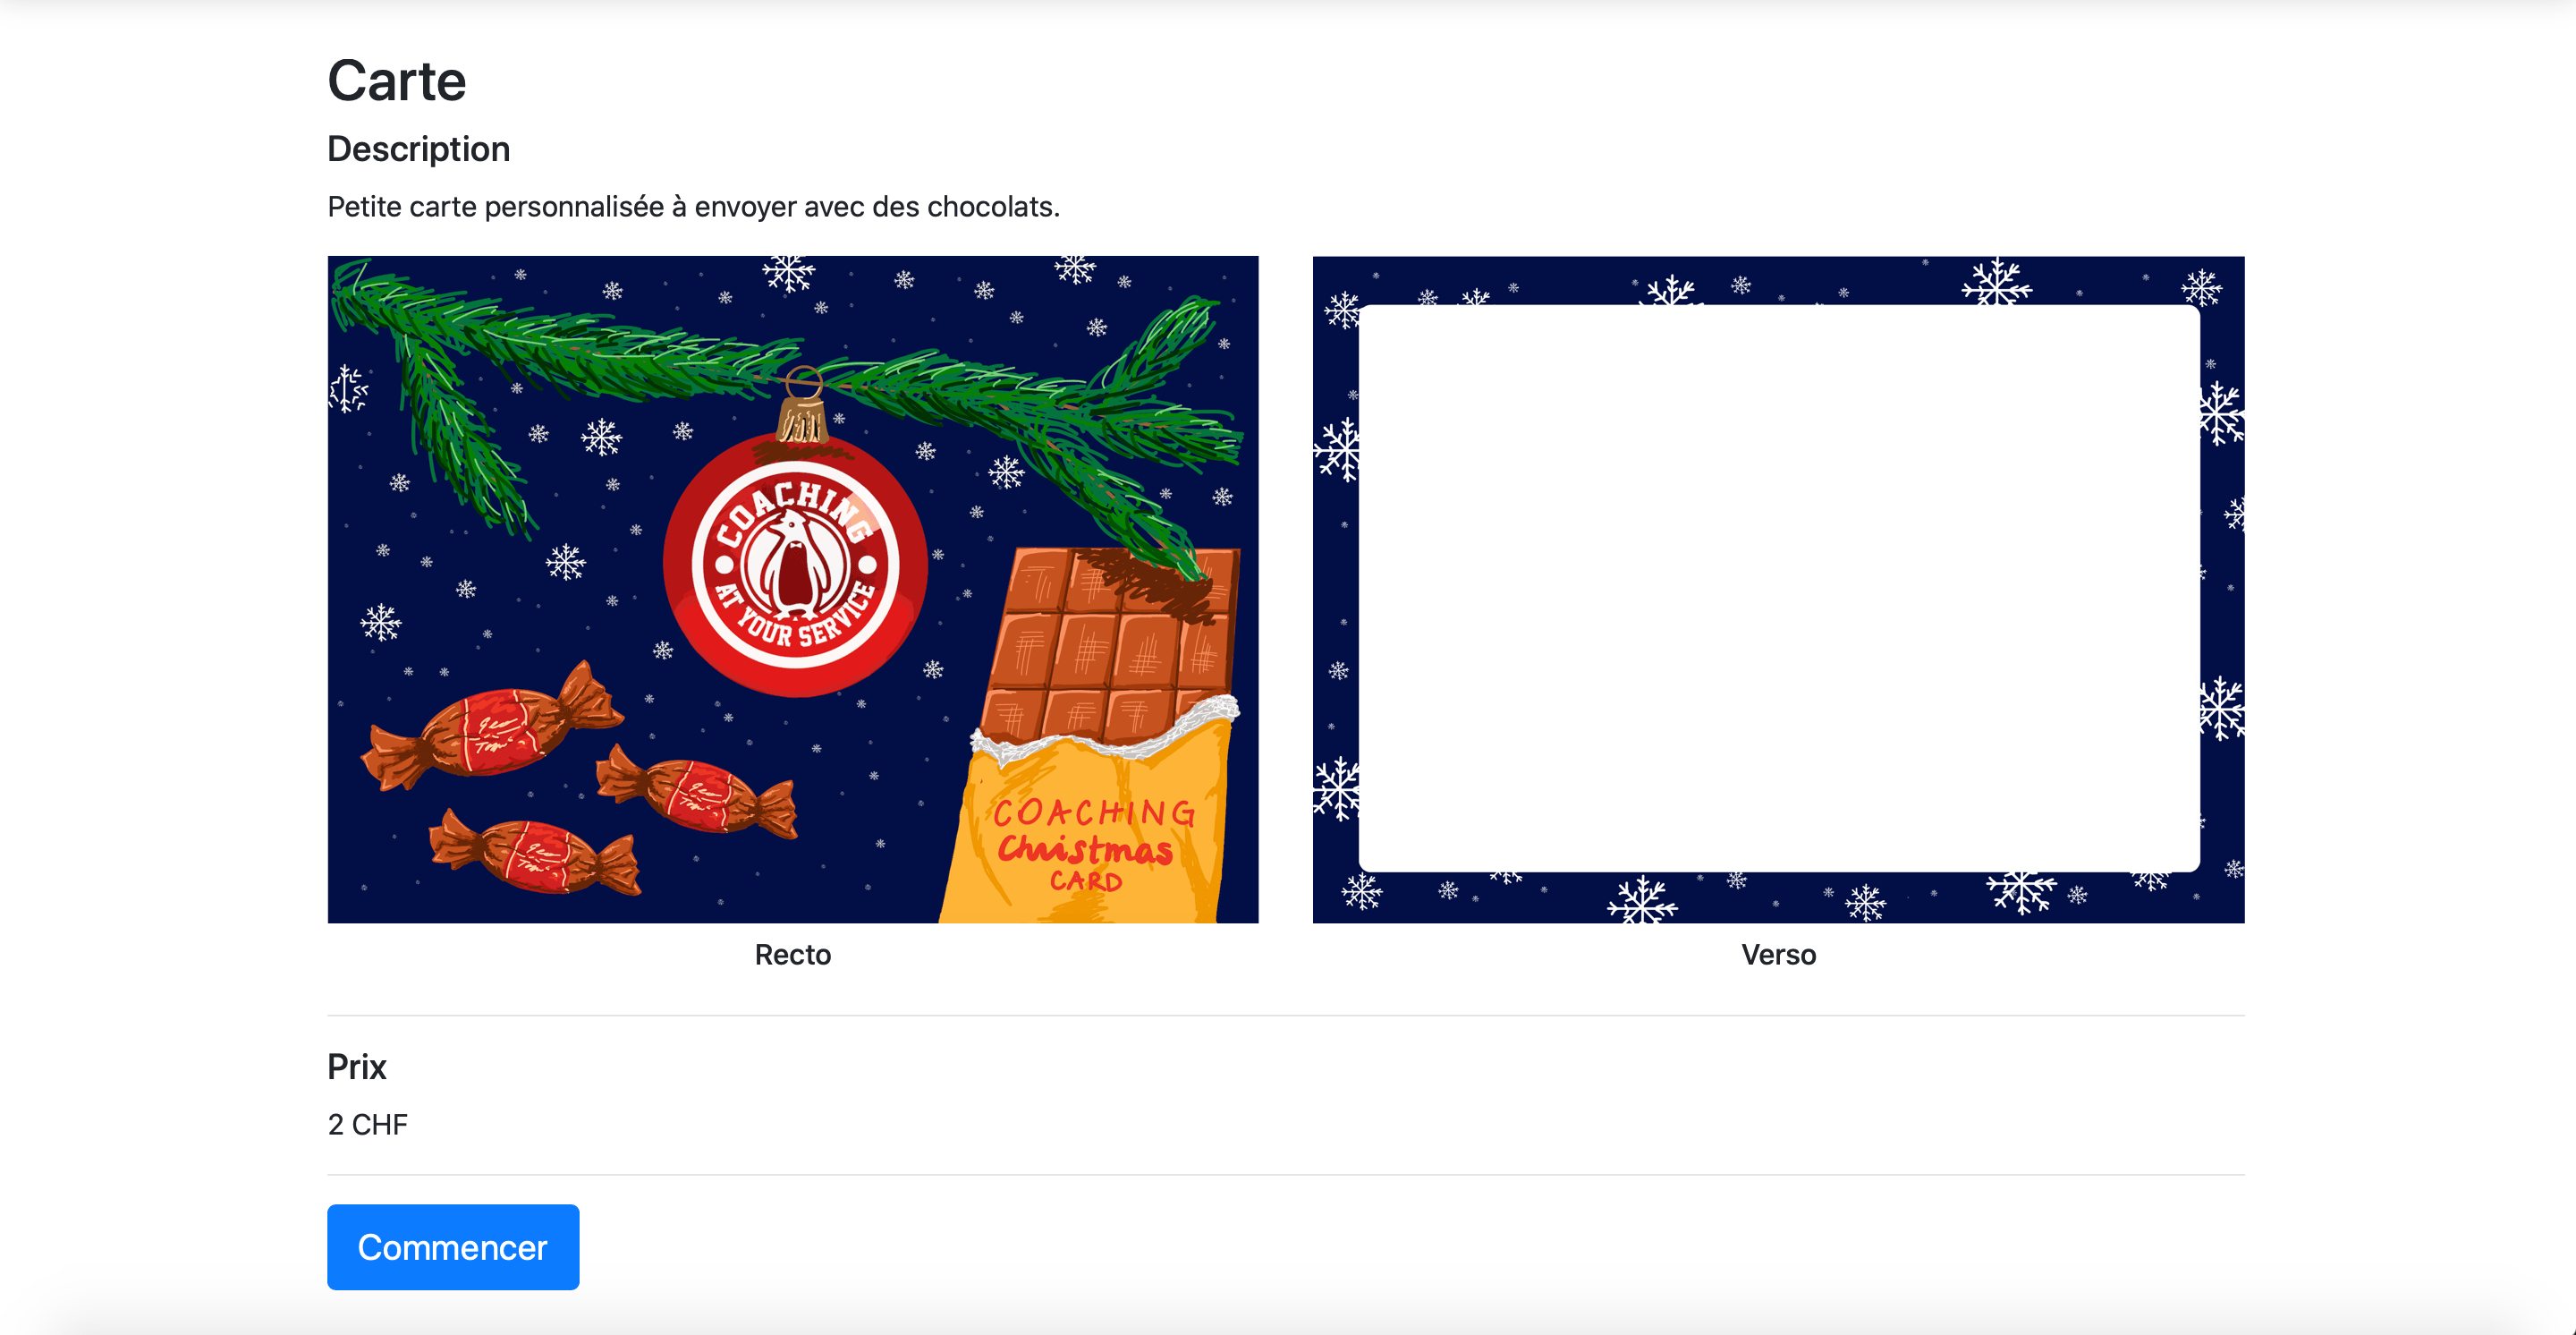 Carte
Description
Petite carte personnalisée à envoyer avec des chocolats.
COACHING
AT YOUR SERVICE
COACHING
Christmas
CARD
Recto
Verso
Prix
2 CHF
Commencer